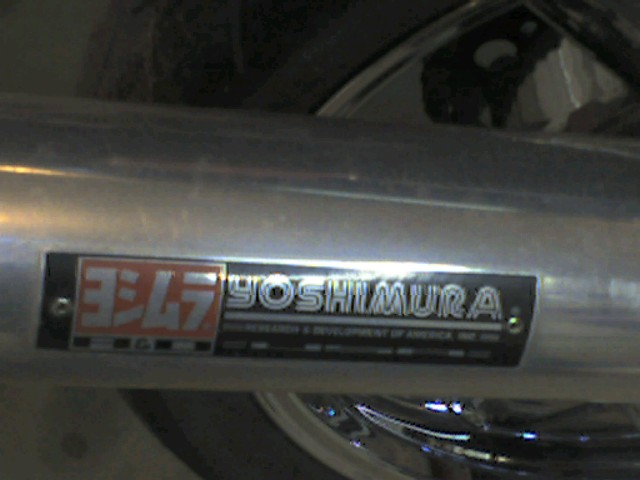 ヨシムラ
YOSHIMURA
RESEARCH & DEVELOPMENT OF AMERICA, INC.